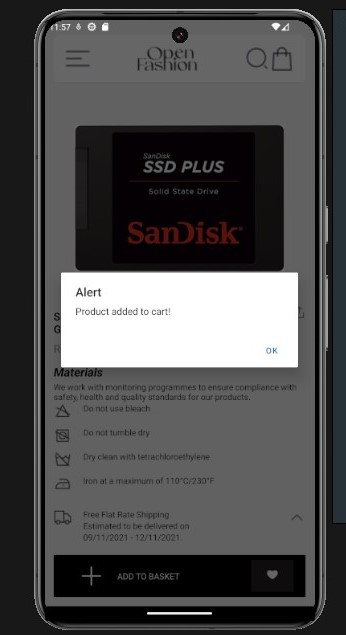 11:57
Open
Fashion
SanDisk
SSD PLUS
Solid State Drive
SanDisk
Alert
Product added to cart!
OK
Materials
We work with monitoring programmes to ensure compliance with
safety, health and quality standards for our products.
Do not use bleach
Do not tumble dry
Dry clean with tetrachloroethylene
Iron at a maximum of 110°C/230°F
Free Flat Rate Shipping
Estimated to be delivered on
09/11/2021 - 12/11/2021.
ADD TO BASKET